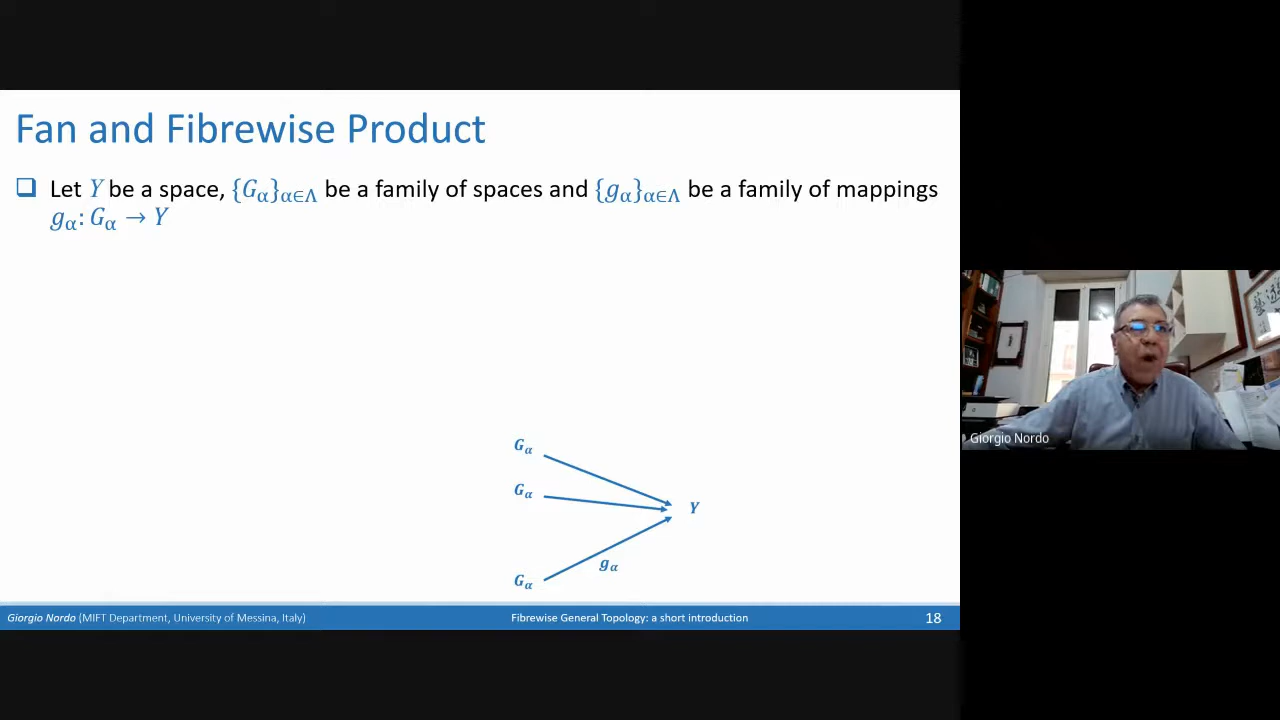 Fan and Fibrewise Product
❑ Let Y be a space, {G_α}_{α∈Λ} be a family of spaces and {g_α}_{α∈Λ} be a family of mappings
g_α: G_α → Y
G_α
G_α
Y
g_α
G_α
Giorgio Nordo (MIFT Department, University of Messina, Italy) Fibrewise General Topology: a short introduction 18
Giorgio Nordo